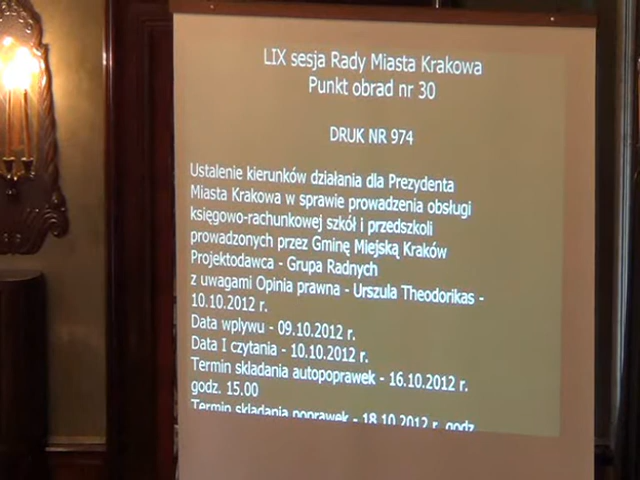 LIX sesja Rady Miasta Krakowa
Punkt obrad nr 30
DRUK NR 974
Ustalenie kierunków działania dla Prezydenta
Miasta Krakowa w sprawie prowadzenia obsługi
księgowo-rachunkowej szkół i przedszkoli
prowadzonych przez Gminę Miejską Kraków
Projektodawca - Grupa Radnych
z uwagami Opinia prawna - Urszula Theodorikas -
10.10.2012 r.
Data wpływu - 09.10.2012 r.
Data I czytania - 10.10.2012 r.
Termin składania autopoprawek - 16.10.2012 r.
godz. 15.00
Termin składania poprawek - 18.10.2012 r. godz.